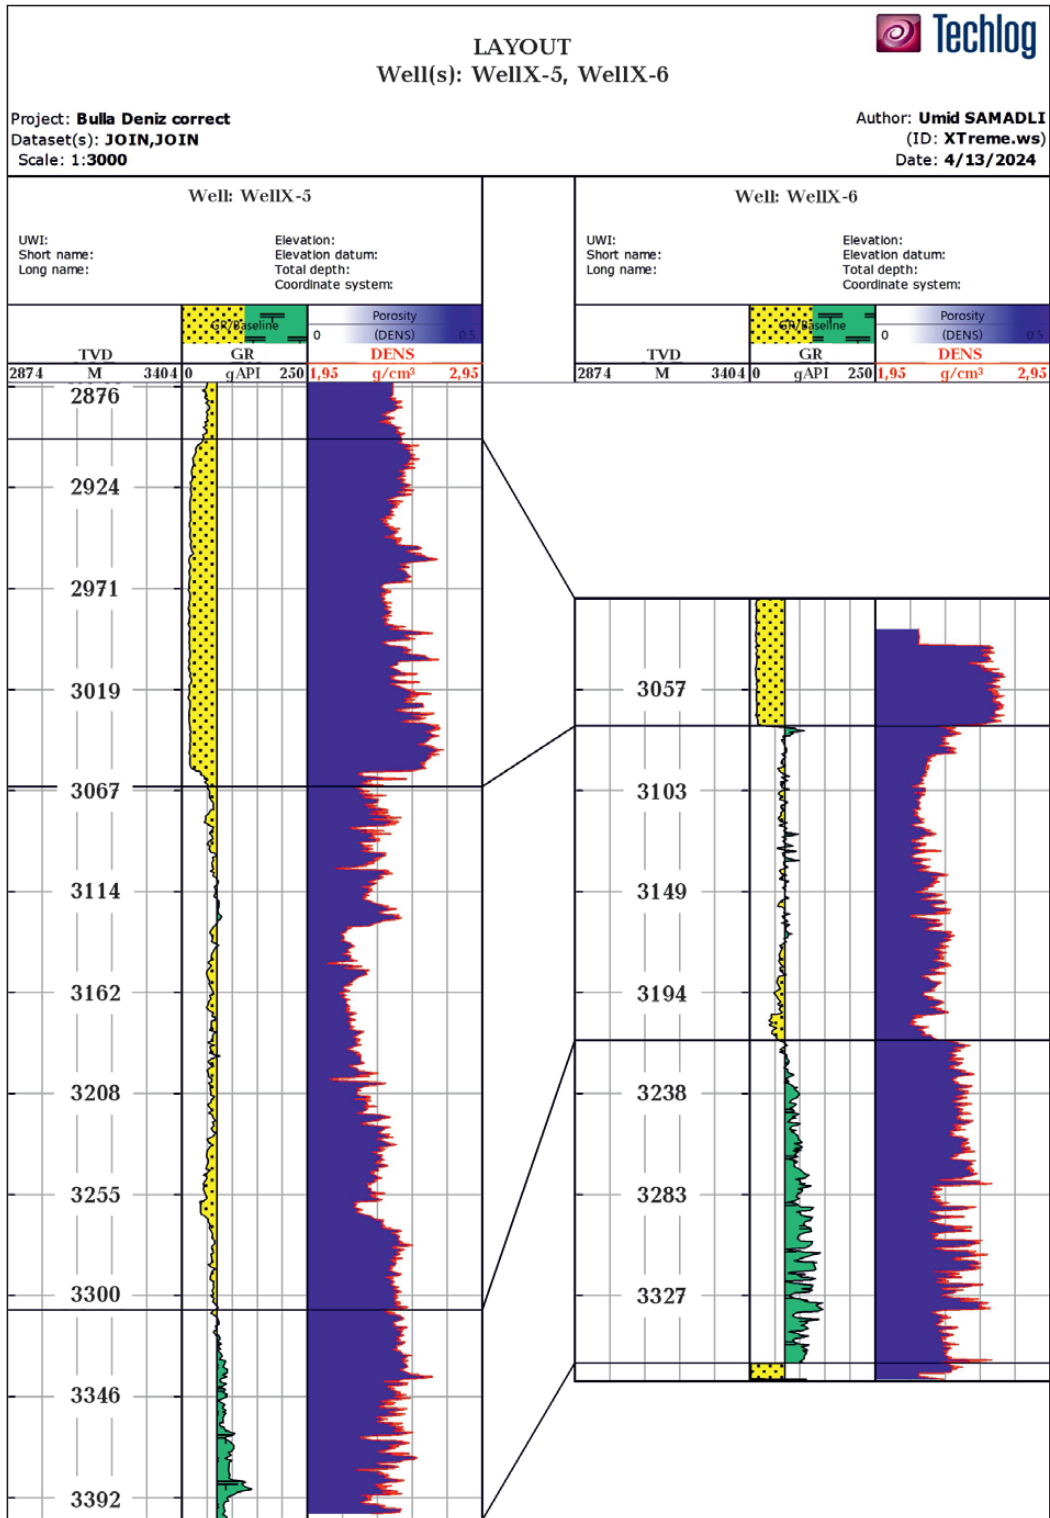 Techlog
LAYOUT
Well(s): WellX-5, WellX-6
Project: Bulla Deniz correct
Dataset(s): JOIN,JOIN
Scale: 1:3000
Author: Umid SAMADLI
(ID: XTreme.ws)
Date: 4/13/2024
Well: WellX-5
UWI:
Short name:
Long name:
Elevation:
Elevation datum:
Total depth:
Coordinate system:
GR/Baseline
Porosity
0 (DENS) 0.5
TVD GR DENS
2874 M 3404 0 gAPI 250 1,95 g/cm³ 2,95
2876
2924
2971
3019
3067
3114
3162
3208
3255
3300
3346
3392
Well: WellX-6
UWI:
Short name:
Long name:
Elevation:
Elevation datum:
Total depth:
Coordinate system:
GR/Baseline
Porosity
0 (DENS) 0.5
TVD GR DENS
2874 M 3404 0 gAPI 250 1,95 g/cm³ 2,95
3057
3103
3149
3194
3238
3283
3327